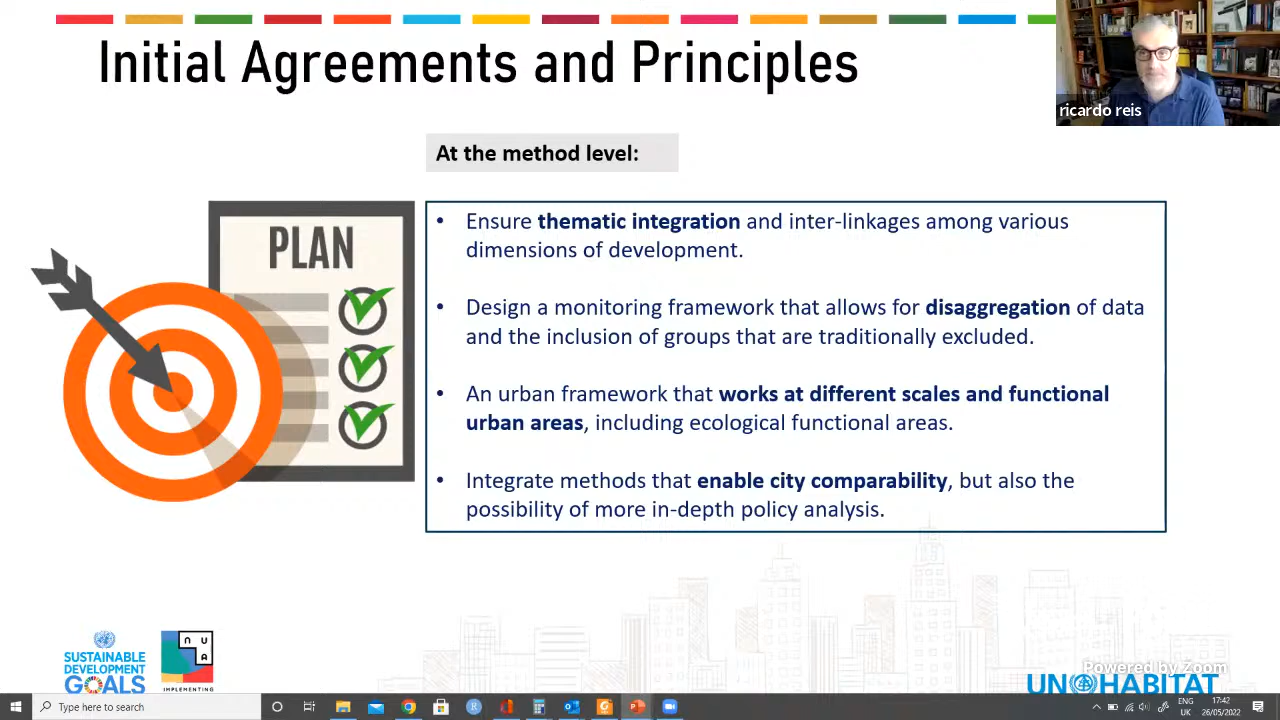 Initial Agreements and Principles
ricardo reis
At the method level:
PLAN
• Ensure thematic integration and inter-linkages among various
dimensions of development.
• Design a monitoring framework that allows for disaggregation of data
and the inclusion of groups that are traditionally excluded.
• An urban framework that works at different scales and functional
urban areas, including ecological functional areas.
• Integrate methods that enable city comparability, but also the
possibility of more in-depth policy analysis.
SUSTAINABLE
DEVELOPMENT
GOALS
N U
A
IMPLEMENTING
Powered by Zoom
UN HABITAT
Type here to search
ENG
UK
17:42
26/05/2022